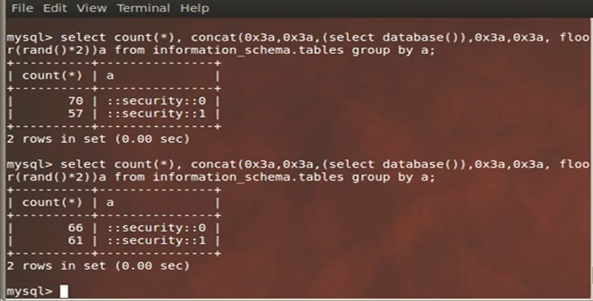 File Edit View Terminal Help
mysql> select count(*), concat(0x3a,0x3a,(select database()),0x3a,0x3a, floo
r(rand()*2))a from information_schema.tables group by a;
+----------+---------------+
| count(*) | a             |
+----------+---------------+
|       70 | ::security::0 |
|       57 | ::security::1 |
+----------+---------------+
2 rows in set (0.00 sec)
mysql> select count(*), concat(0x3a,0x3a,(select database()),0x3a,0x3a, floo
r(rand()*2))a from information_schema.tables group by a;
+----------+---------------+
| count(*) | a             |
+----------+---------------+
|       66 | ::security::0 |
|       61 | ::security::1 |
+----------+---------------+
2 rows in set (0.00 sec)
mysql>